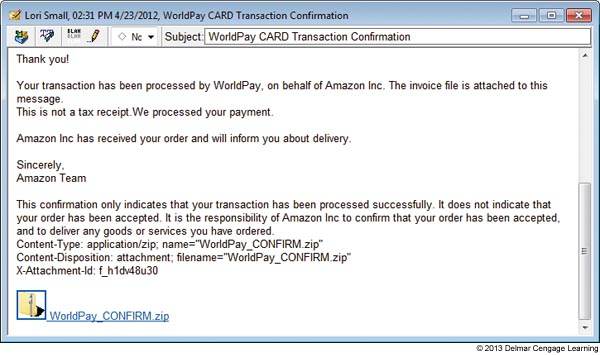 Lori Small, 02:31 PM 4/23/2012, WorldPay CARD Transaction Confirmation
BLAH BLAH Nc Subject: WorldPay CARD Transaction Confirmation
Thank you!
Your transaction has been processed by WorldPay, on behalf of Amazon Inc. The invoice file is attached to this
message.
This is not a tax receipt.We processed your payment.
Amazon Inc has received your order and will inform you about delivery.
Sincerely,
Amazon Team
This confirmation only indicates that your transaction has been processed successfully. It does not indicate that
your order has been accepted. It is the responsibility of Amazon Inc to confirm that your order has been accepted,
and to deliver any goods or services you have ordered.
Content-Type: application/zip; name="WorldPay_CONFIRM.zip"
Content-Disposition: attachment; filename="WorldPay_CONFIRM.zip"
X-Attachment-Id: f_h1dv48u30
WorldPay_CONFIRM.zip
© 2013 Delmar Cengage Learning